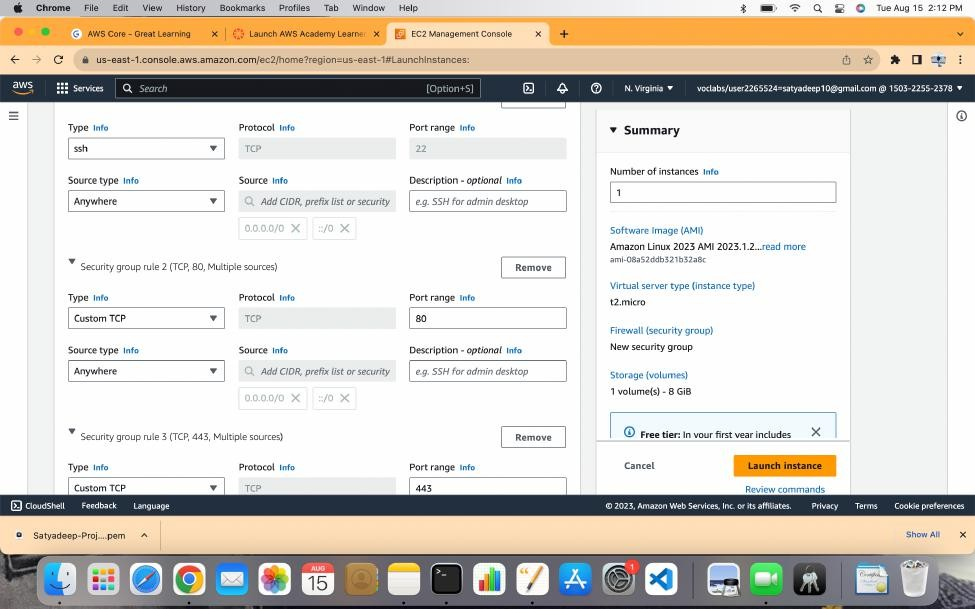 Chrome File Edit View History Bookmarks Profiles Tab Window Help Tue Aug 15 2:12 PM
AWS Core - Great Learning Launch AWS Academy Learner EC2 Management Console
us-east-1.console.aws.amazon.com/ec2/home?region=us-east-1#LaunchInstances:
aws Services Search [Option+S] N. Virginia voclabs/user2265524=satyadeep10@gmail.com @ 1503-2255-2378
Type Info Protocol Info Port range Info
ssh TCP 22
Source type Info Source Info Description - optional Info
Anywhere Add CIDR, prefix list or security e.g. SSH for admin desktop
0.0.0.0/0 ::/0
Security group rule 2 (TCP, 80, Multiple sources) Remove
Type Info Protocol Info Port range Info
Custom TCP TCP 80
Source type Info Source Info Description - optional Info
Anywhere Add CIDR, prefix list or security e.g. SSH for admin desktop
0.0.0.0/0 ::/0
Security group rule 3 (TCP, 443, Multiple sources) Remove
Type Info Protocol Info Port range Info
Custom TCP TCP 443
Summary
Number of instances Info
1
Software Image (AMI)
Amazon Linux 2023 AMI 2023.1.2...read more
ami-08a52ddb321b32a8c
Virtual server type (instance type)
t2.micro
Firewall (security group)
New security group
Storage (volumes)
1 volume(s) - 8 GiB
Free tier: In your first year includes
Cancel Launch instance
Review commands
CloudShell Feedback Language © 2023, Amazon Web Services, Inc. or its affiliates. Privacy Terms Cookie preferences
Satyadeep-Proj....pem Show All
AUG
15
1